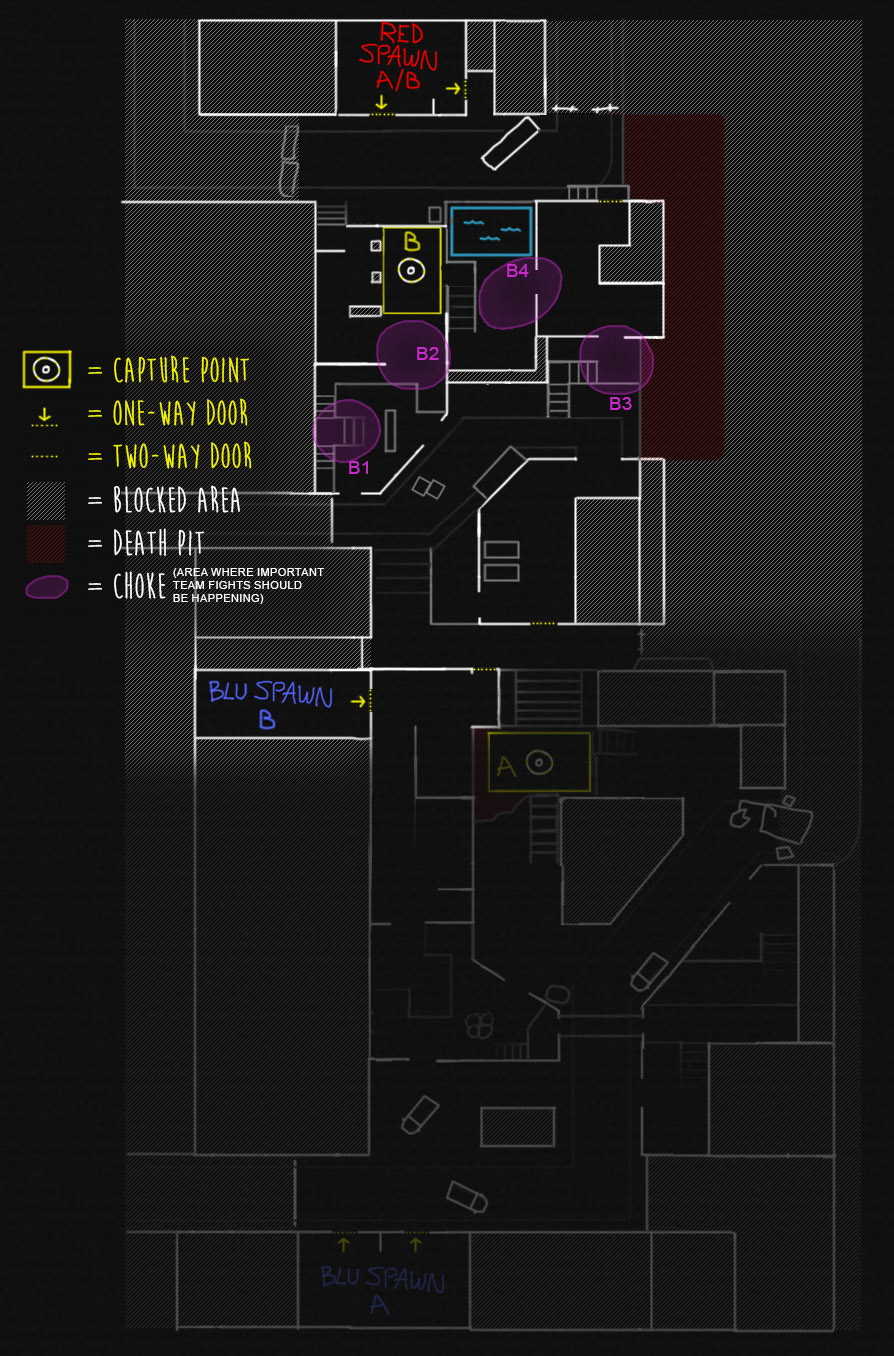 RED
SPAWN
A/B
B
B4
B2
B3
B1
= CAPTURE POINT
= ONE-WAY DOOR
= TWO-WAY DOOR
= BLOCKED AREA
= DEATH PIT
= CHOKE (AREA WHERE IMPORTANT
TEAM FIGHTS SHOULD
BE HAPPENING)
BLU SPAWN
B
A
BLU SPAWN
A